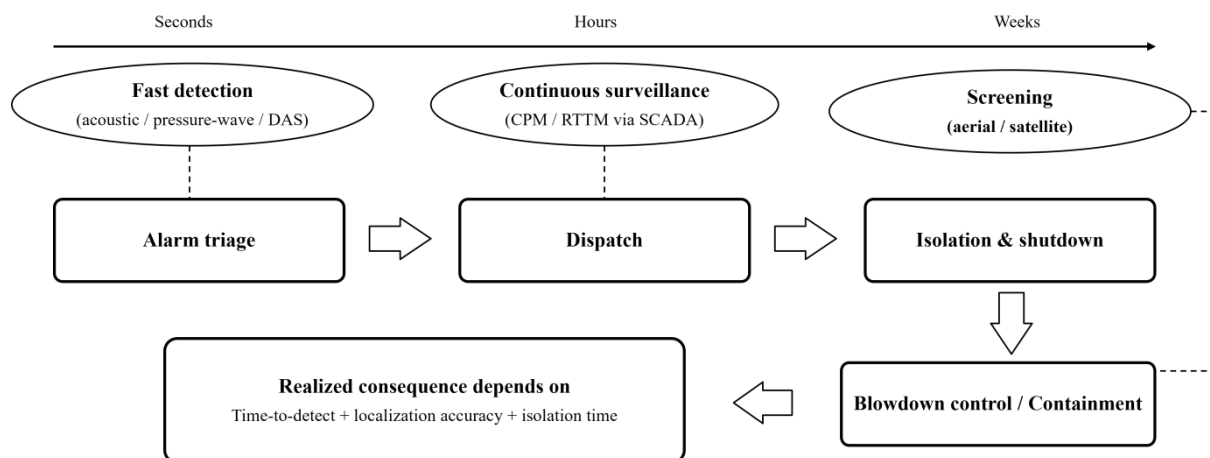 Seconds
Hours
Weeks
Fast detection
(acoustic / pressure-wave / DAS)
Continuous surveillance
(CPM / RTTM via SCADA)
Screening
(aerial / satellite)
Alarm triage
Dispatch
Isolation & shutdown
Realized consequence depends on
Time-to-detect + localization accuracy + isolation time
Blowdown control / Containment